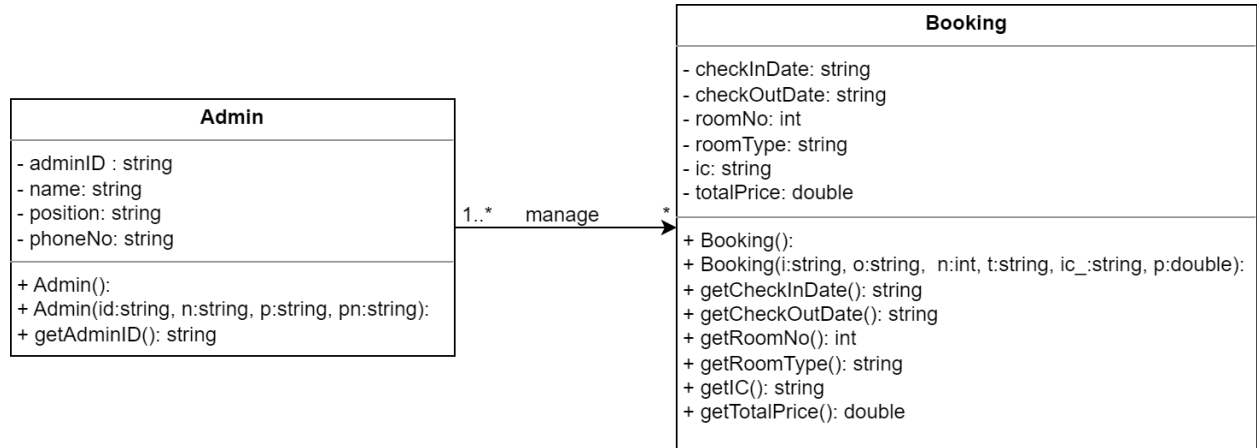 Admin
- adminID : string
- name: string
- position: string
- phoneNo: string
+ Admin():
+ Admin(id:string, n:string, p:string, pn:string):
+ getAdminID(): string
1..* manage *
Booking
- checkInDate: string
- checkOutDate: string
- roomNo: int
- roomType: string
- ic: string
- totalPrice: double
+ Booking():
+ Booking(i:string, o:string, n:int, t:string, ic_:string, p:double):
+ getCheckInDate(): string
+ getCheckOutDate(): string
+ getRoomNo(): int
+ getRoomType(): string
+ getIC(): string
+ getTotalPrice(): double